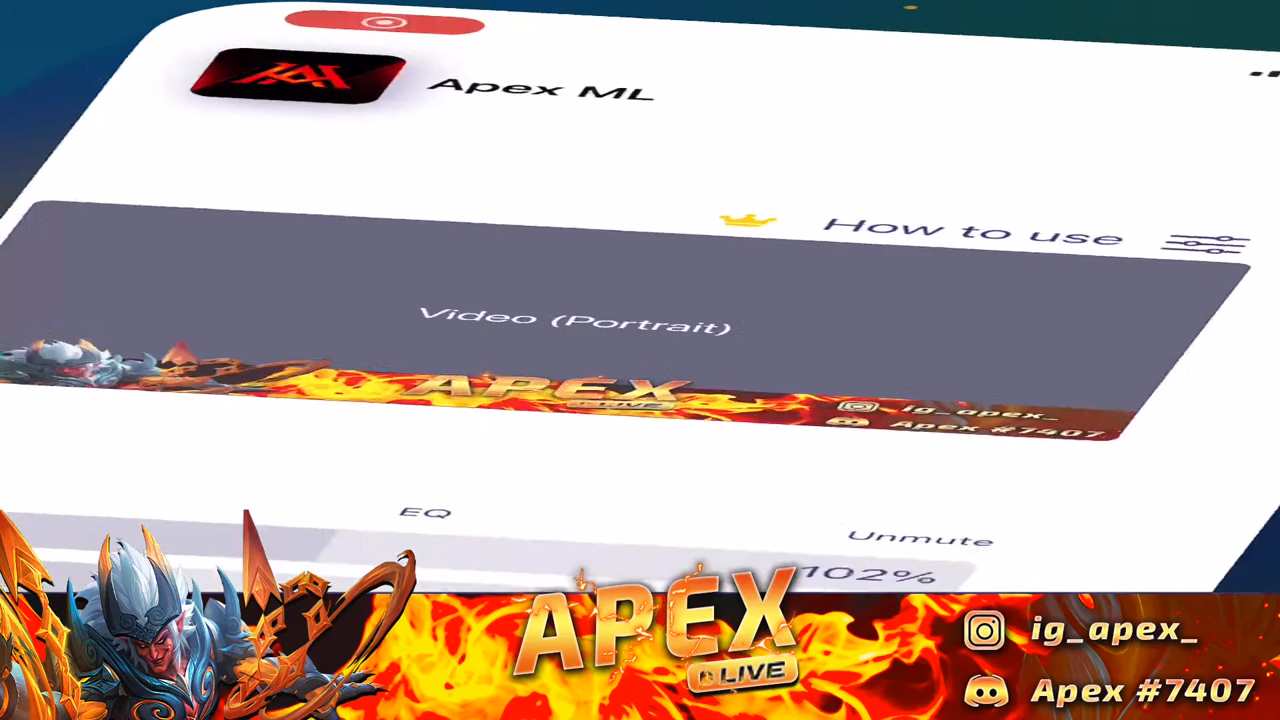 Apex ML
How to use
Video (Portrait)
APEX
LIVE
ig_apex_
Apex #7407
EQ
Unmute
102%
APEX
LIVE
ig_apex_
Apex #7407